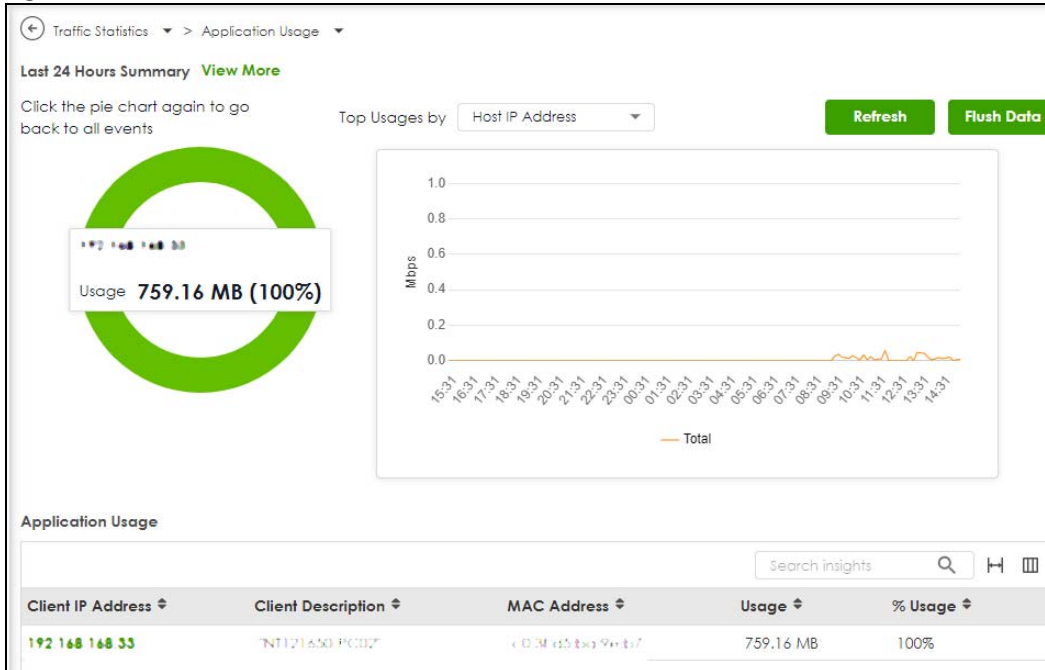 Traffic Statistics > Application Usage
Last 24 Hours Summary View More
Click the pie chart again to go
back to all events
Top Usages by Host IP Address
Refresh
Flush Data
Usage 759.16 MB (100%)
Mbps
1.0
0.8
0.6
0.4
0.2
0.0
15:31 16:31 17:31 18:31 19:31 20:31 21:31 22:31 23:31 00:31 01:31 02:31 03:31 04:31 05:31 06:31 07:31 08:31 09:31 10:31 11:31 12:31 13:31 14:31
Total
Application Usage
Search insights
Client IP Address Client Description MAC Address Usage % Usage
192 168 168 33 759.16 MB 100%